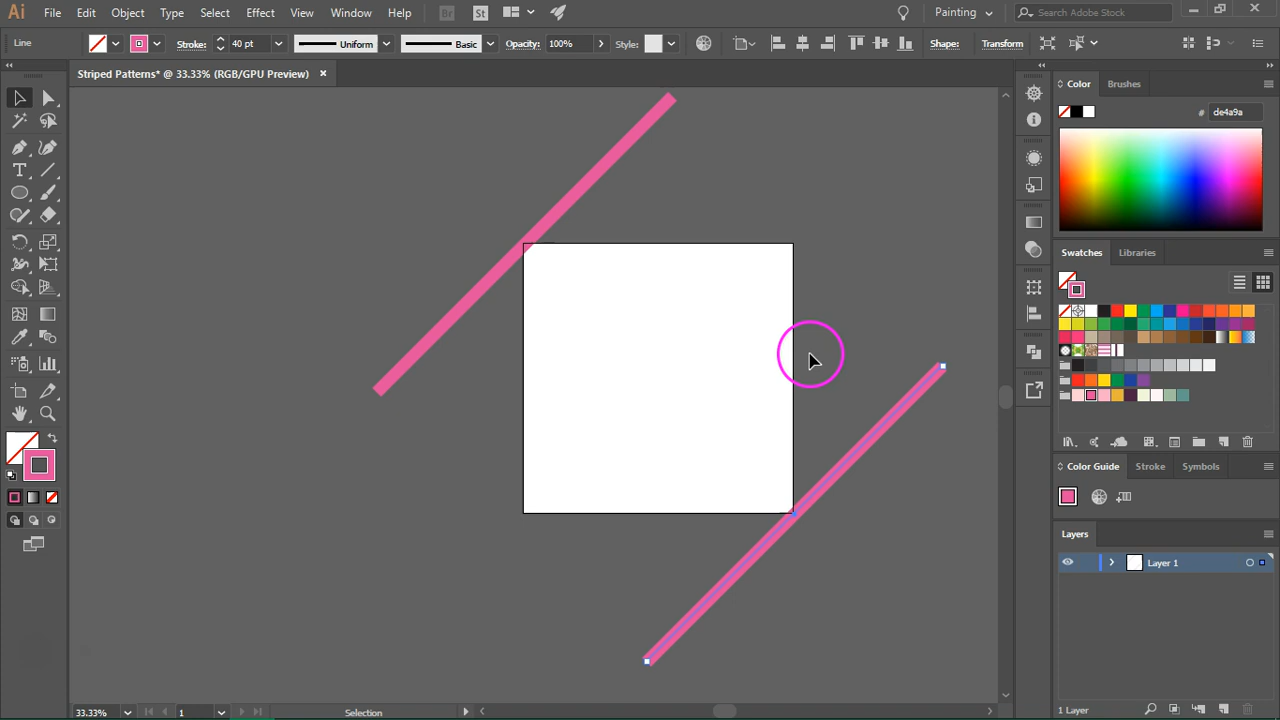 Ai File Edit Object Type Select Effect View Window Help Br St Painting Search Adobe Stock
Line Stroke: 40 pt Uniform Basic Opacity: 100% Style: Shape: Transform
Striped Patterns* @ 33.33% (RGB/GPU Preview) ×
Color Brushes
# de4a9a
Swatches Libraries
Color Guide Stroke Symbols
Layers
Layer 1
1 Layer
33.33% 1 Selection